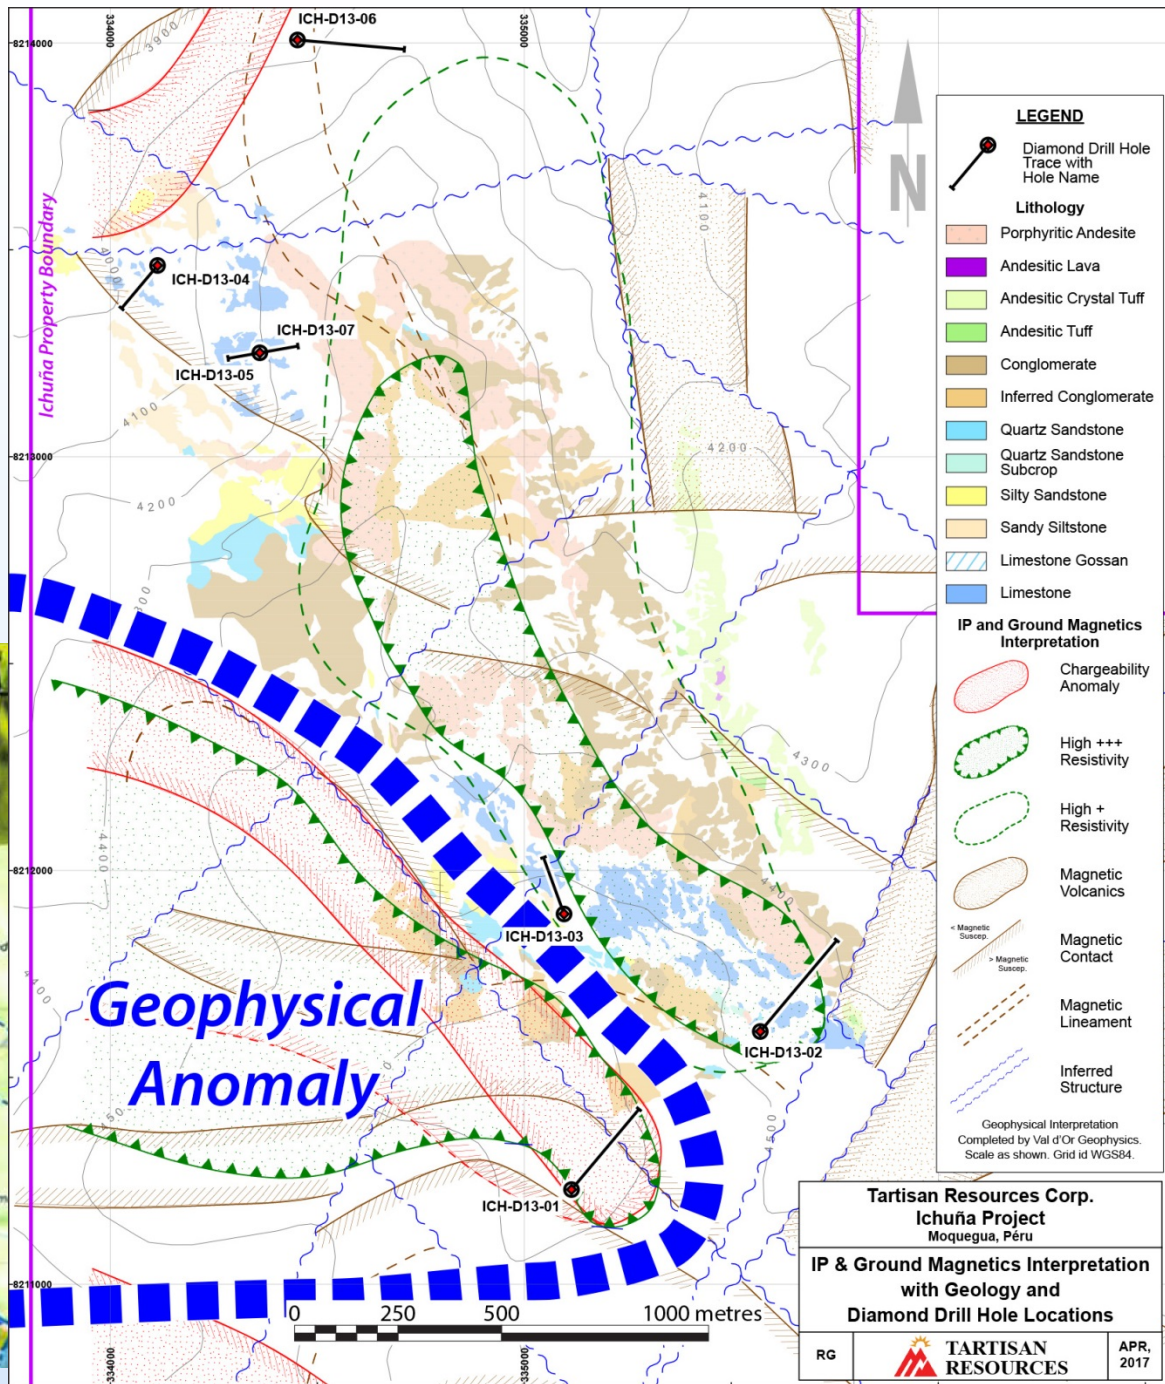 ICH-D13-06
334000
335000
8214000
3900
4100
Ichuña Property Boundary
4000
ICH-D13-04
ICH-D13-07
ICH-D13-05
4100
4200
8213000
4200
4300
8212000
4400
4400
ICH-D13-03
Geophysical
Anomaly
ICH-D13-02
4500
ICH-D13-01
8211000
334000
335000
0 250 500 1000 metres
N
LEGEND
Diamond Drill Hole
Trace with
Hole Name
Lithology
Porphyritic Andesite
Andesitic Lava
Andesitic Crystal Tuff
Andesitic Tuff
Conglomerate
Inferred Conglomerate
Quartz Sandstone
Quartz Sandstone
Subcrop
Silty Sandstone
Sandy Siltstone
Limestone Gossan
Limestone
IP and Ground Magnetics
Interpretation
Chargeability
Anomaly
High +++
Resistivity
High +
Resistivity
Magnetic
Volcanics
< Magnetic
Suscep.
> Magnetic
Suscep.
Magnetic
Contact
Magnetic
Lineament
Inferred
Structure
Geophysical Interpretation
Completed by Val d'Or Geophysics.
Scale as shown. Grid id WGS84.
Tartisan Resources Corp.
Ichuña Project
Moquegua, Péru
IP & Ground Magnetics Interpretation
with Geology and
Diamond Drill Hole Locations
RG
TARTISAN
RESOURCES
APR,
2017